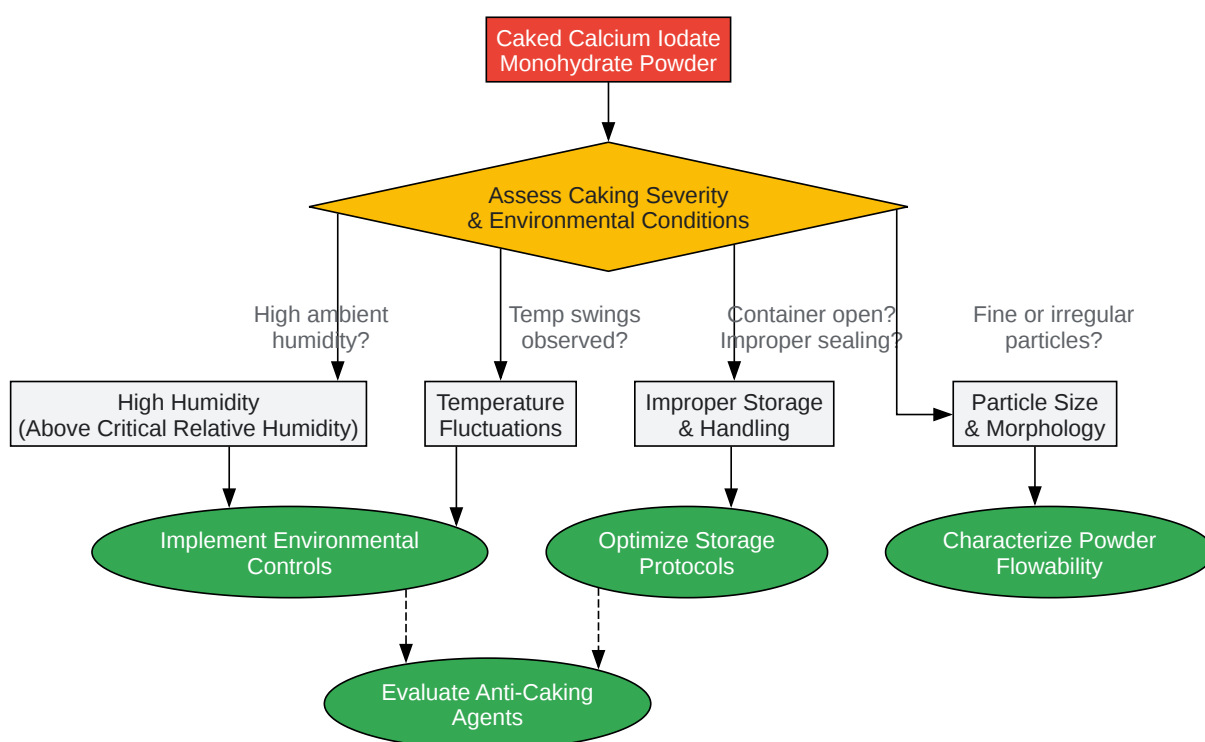 Caked Calcium Iodate
Monohydrate Powder
Assess Caking Severity
& Environmental Conditions
High ambient
humidity?
Temp swings
observed?
Container open?
Improper sealing?
Fine or irregular
particles?
High Humidity
(Above Critical Relative Humidity)
Temperature
Fluctuations
Improper Storage
& Handling
Particle Size
& Morphology
Implement Environmental
Controls
Optimize Storage
Protocols
Characterize Powder
Flowability
Evaluate Anti-Caking
Agents